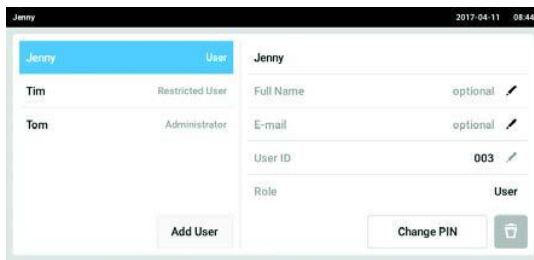 Jenny 2017-04-11 08:44
Jenny User
Tim Restricted User
Tom Administrator
Add User
Jenny
Full Name optional
E-mail optional
User ID 003
Role User
Change PIN